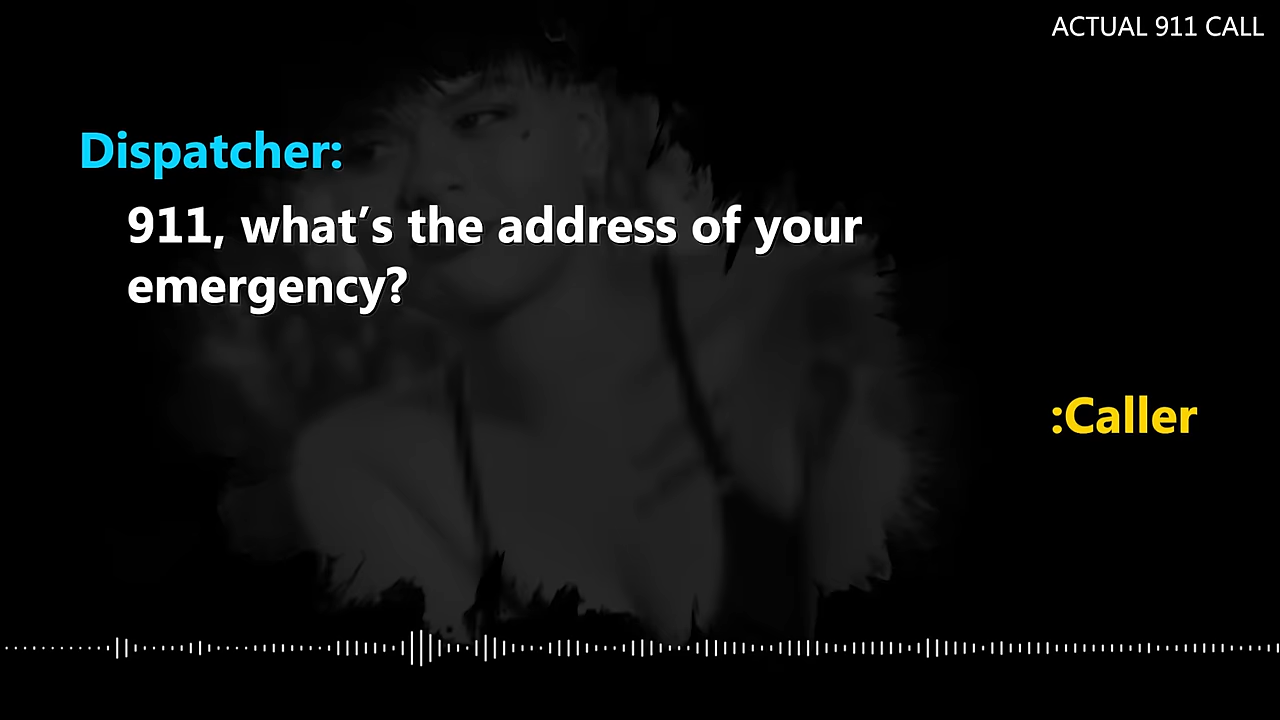 ACTUAL 911 CALL
Dispatcher:
911, what’s the address of your
emergency?
:Caller